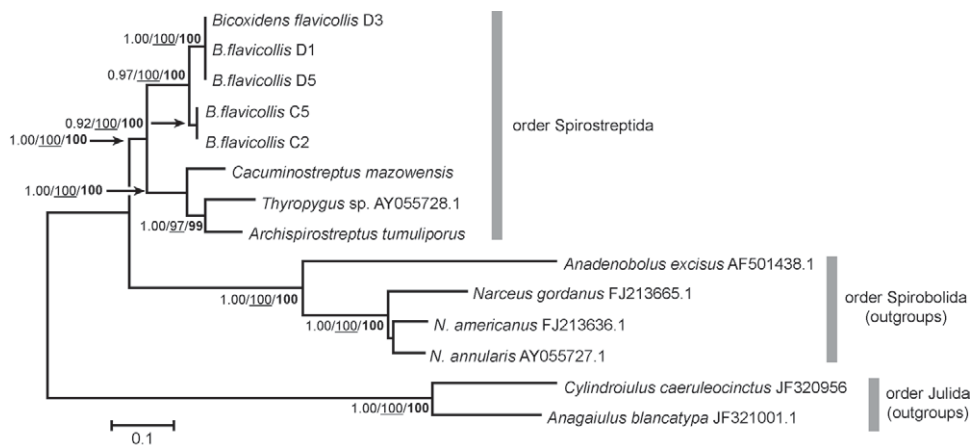 Bicoxidens flavicollis D3
1.00/100/100
B.flavicollis D1
0.97/100/100
B.flavicollis D5
B.flavicollis C5
0.92/100/100
order Spirostreptida
1.00/100/100
B.flavicollis C2
Cacuminostreptus mazowensis
1.00/100/100
Thyropygus sp. AY055728.1
1.00/97/99
Archispirostreptus tumuliporus
Anadenobolus excisus AF501438.1
1.00/100/100
Narceus gordanus FJ213665.1
order Spirobolida
(outgroups)
1.00/100/100
N. americanus FJ213636.1
N. annularis AY055727.1
Cylindroiulus caeruleocinctus JF320956
order Julida
(outgroups)
1.00/100/100
Anagaiulus blancatypa JF321001.1
0.1